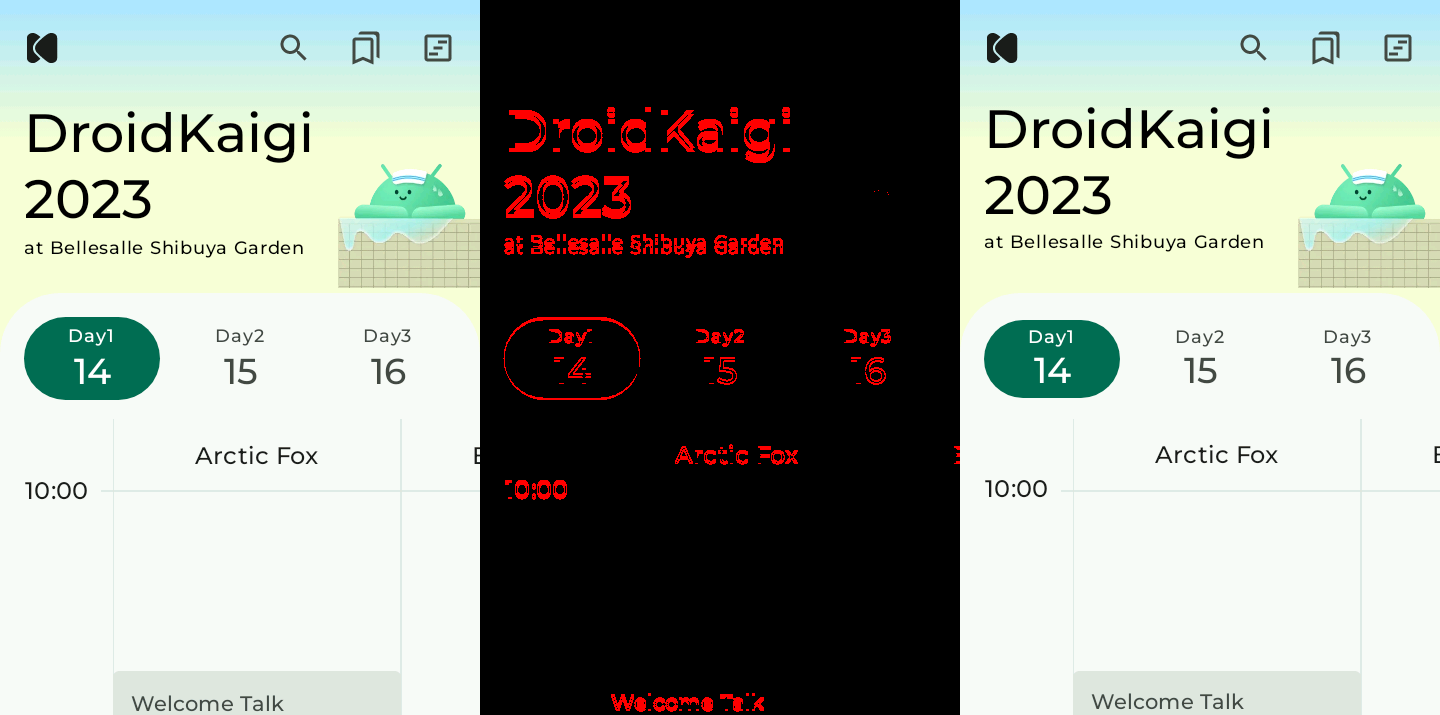 DroidKaigi
2023
at Bellesalle Shibuya Garden
Day1 Day2 Day3
14 15 16
Arctic Fox
10:00
Welcome Talk
DroidKaigi
2023
at Bellesalle Shibuya Garden
Day1 Day2 Day3
14 15 16
Arctic Fox
10:00
Welcome Talk
DroidKaigi
2023
at Bellesalle Shibuya Garden
Day1 Day2 Day3
14 15 16
Arctic Fox
10:00
Welcome Talk